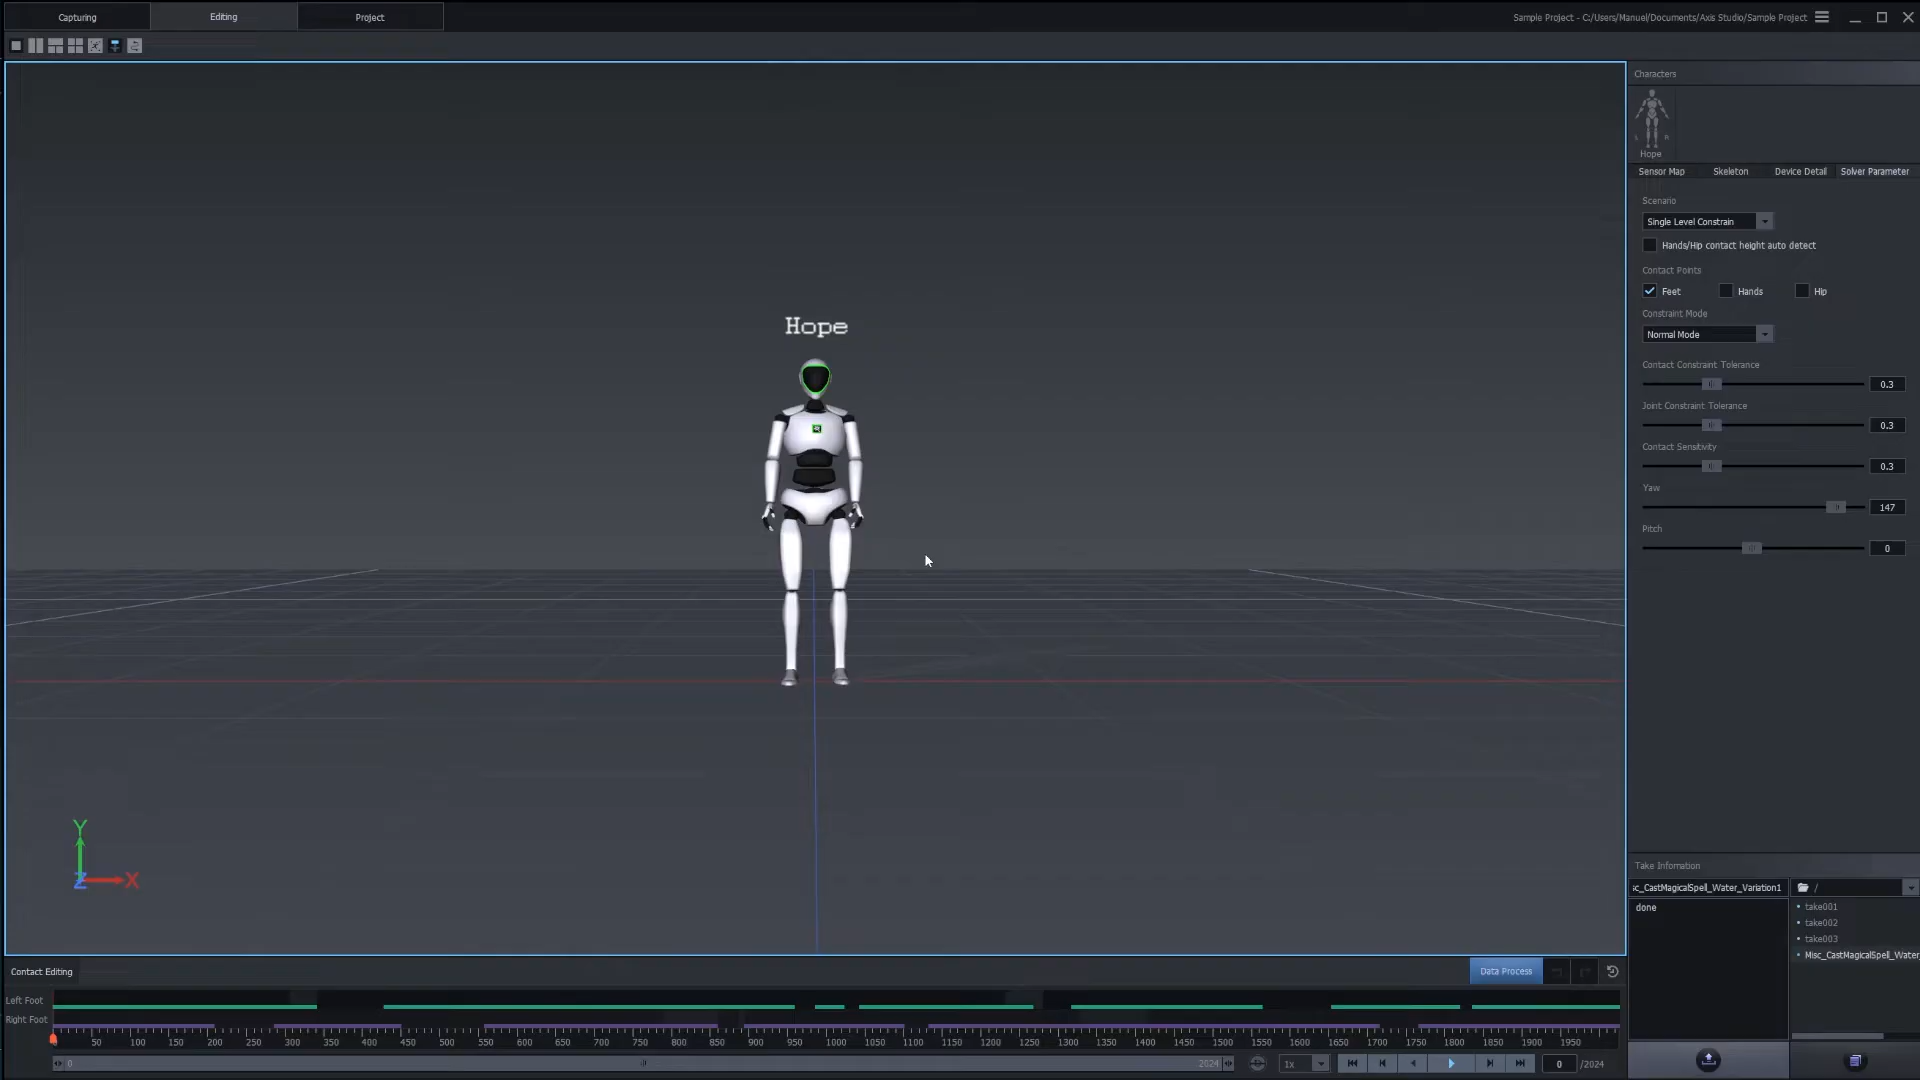 Capturing
Editing
Project
Sample Project - C:/Users/Manuel/Documents/Axis Studio/Sample Project
Characters
Hope
Hope
Sensor Map
Skeleton
Device Detail
Solver Parameter
Scenario
Single Level Constrain
Hands/Hip contact height auto detect
Contact Points
Feet
Hands
Hip
Constraint Mode
Normal Mode
Contact Constraint Tolerance
0.3
Joint Constraint Tolerance
0.3
Contact Sensitivity
0.3
Yaw
147
Pitch
0
Y
Z
X
Take Information
sc_CastMagicalSpell_Water_Variation1
/
done
take001
take002
take003
Misc_CastMagicalSpell_Water_
Contact Editing
Data Process
Left Foot
Right Foot
50 100 150 200 250 300 350 400 450 500 550 600 650 700 750 800 850 900 950 1000 1050 1100 1150 1200 1250 1300 1350 1400 1450 1500 1550 1600 1650 1700 1750 1800 1850 1900 1950
0
2024
1x
0
/2024